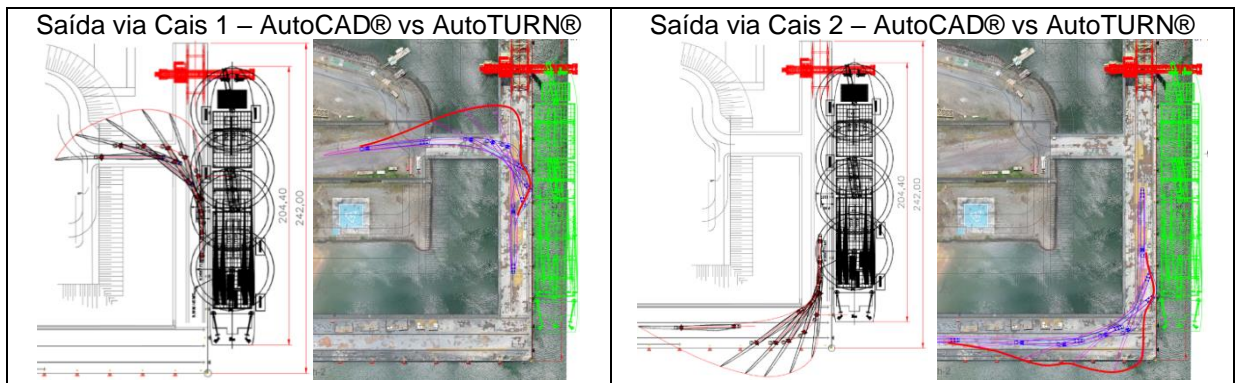 Saída via Cais 1 – AutoCAD® vs AutoTURN®
204,40
242,00
Saída via Cais 2 – AutoCAD® vs AutoTURN®
204,40
242,00